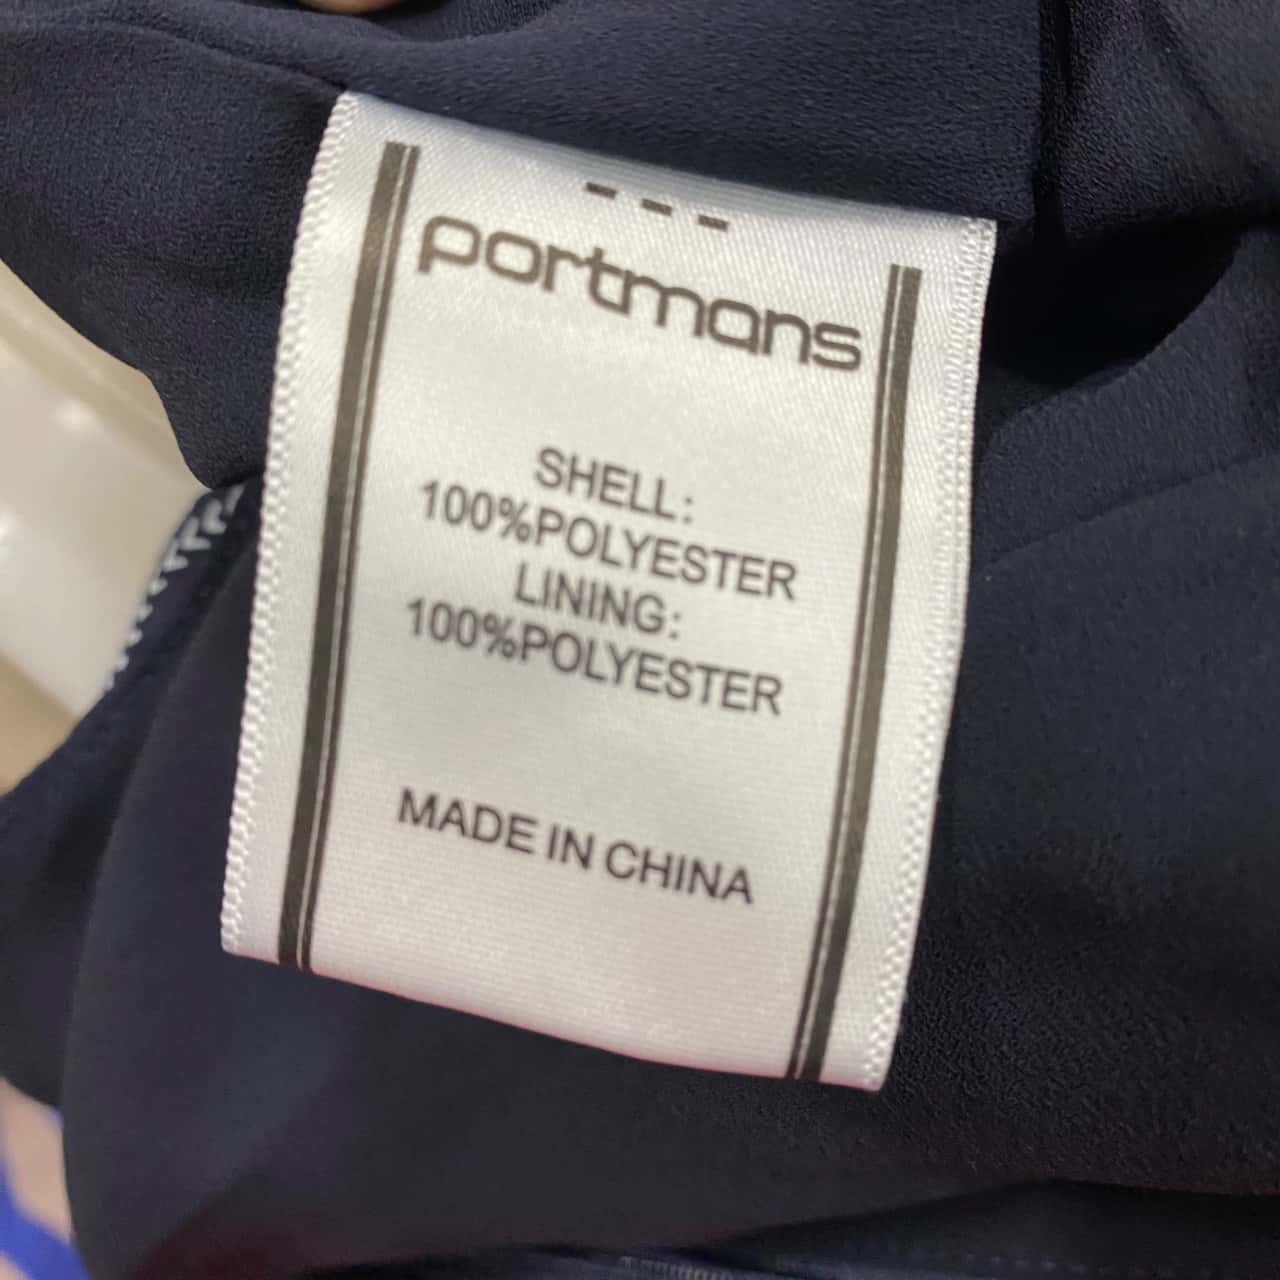 portmans
SHELL:
100%POLYESTER
LINING:
100%POLYESTER
MADE IN CHINA